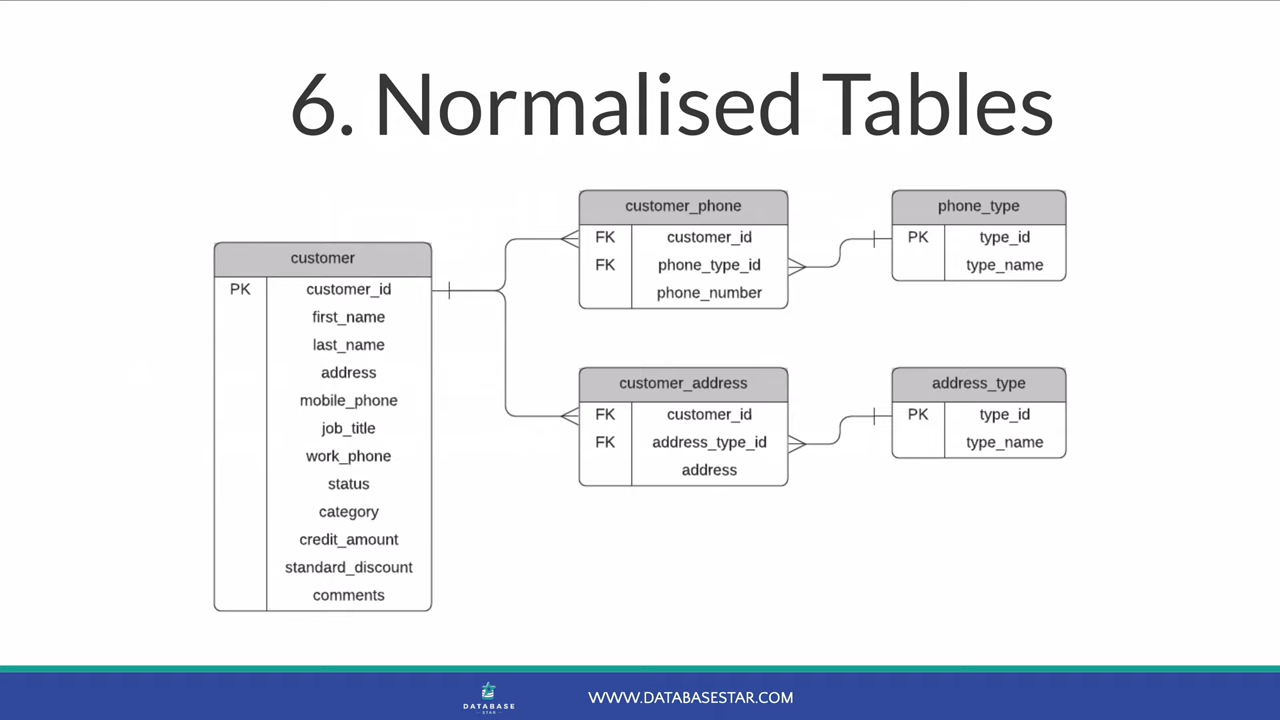 6. Normalised Tables
customer
PK customer_id
first_name
last_name
address
mobile_phone
job_title
work_phone
status
category
credit_amount
standard_discount
comments
customer_phone
FK customer_id
FK phone_type_id
phone_number
phone_type
PK type_id
type_name
customer_address
FK customer_id
FK address_type_id
address
address_type
PK type_id
type_name
DATABASE
STAR
WWW.DATABASESTAR.COM